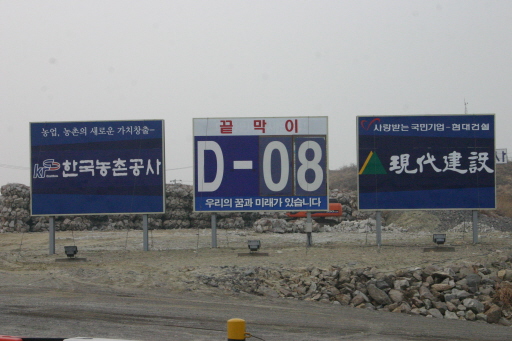 농업, 농촌의 새로운 가치창출~
한국농촌공사
끝 막 이
D-08
우리의 꿈과 미래가 있습니다
사랑받는 국민기업-현대건설
現代建設